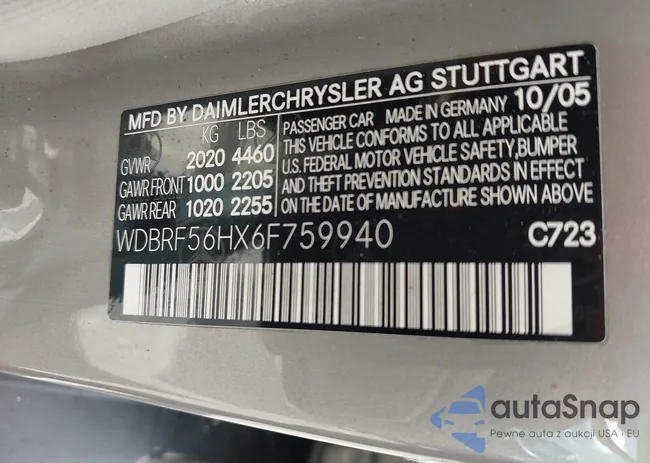 MFD BY DAIMLERCHRYSLER AG STUTTGART
KG LBS
GVWR 2020 4460
GAWR FRONT 1000 2205
GAWR REAR 1020 2255
PASSENGER CAR MADE IN GERMANY 10/05
THIS VEHICLE CONFORMS TO ALL APPLICABLE
U.S. FEDERAL MOTOR VEHICLE SAFETY, BUMPER
AND THEFT PREVENTION STANDARDS IN EFFECT
ON THE DATE OF MANUFACTURE SHOWN ABOVE
WDBRF56HX6F759940 C723
autaSnap
Pewne auta z aukcji USA · EU